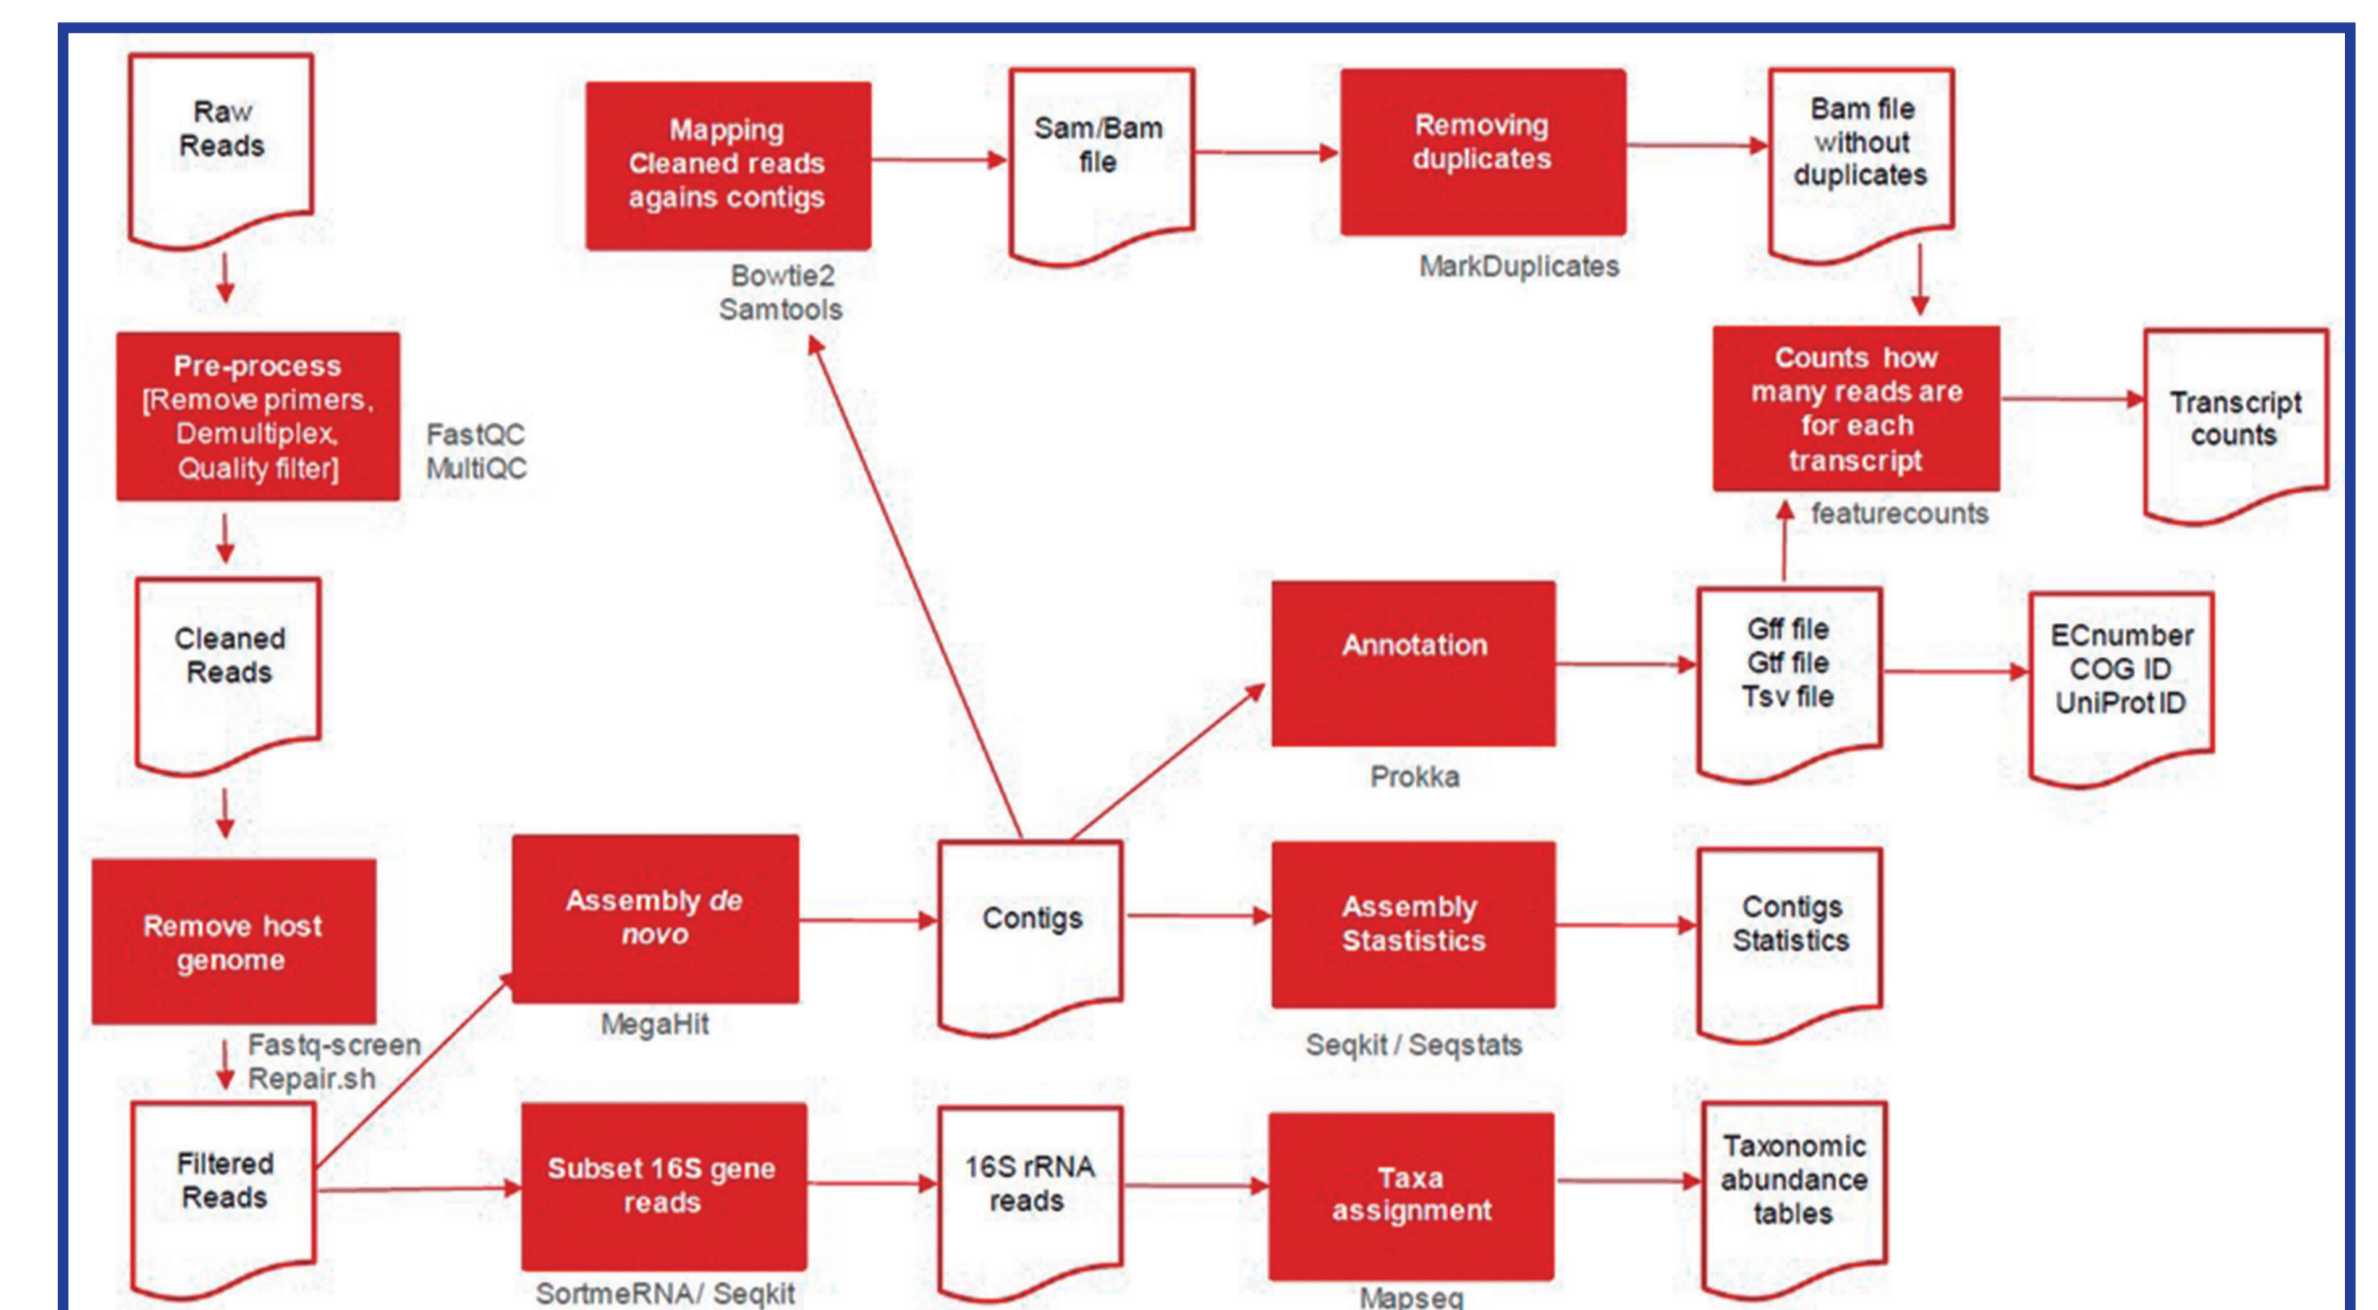 Raw
Reads
Pre-process
[Remove primers,
Demultiplex,
Quality filter]
FastQC
MultiQC
Cleaned
Reads
Remove host
genome
Fastq-screen
Repair.sh
Filtered
Reads
Mapping
Cleaned reads
agains contigs
Bowtie2
Samtools
Sam/Bam
file
Removing
duplicates
MarkDuplicates
Bam file
without
duplicates
Counts how
many reads are
for each
transcript
featurecounts
Transcript
counts
Assembly de
novo
MegaHit
Contigs
Annotation
Prokka
Gff file
Gtf file
Tsv file
ECnumber
COG ID
UniProt ID
Assembly
Stastistics
Seqkit / Seqstats
Contigs
Statistics
Subset 16S gene
reads
SortmeRNA/ Seqkit
16S rRNA
reads
Taxa
assignment
Mapseq
Taxonomic
abundance
tables